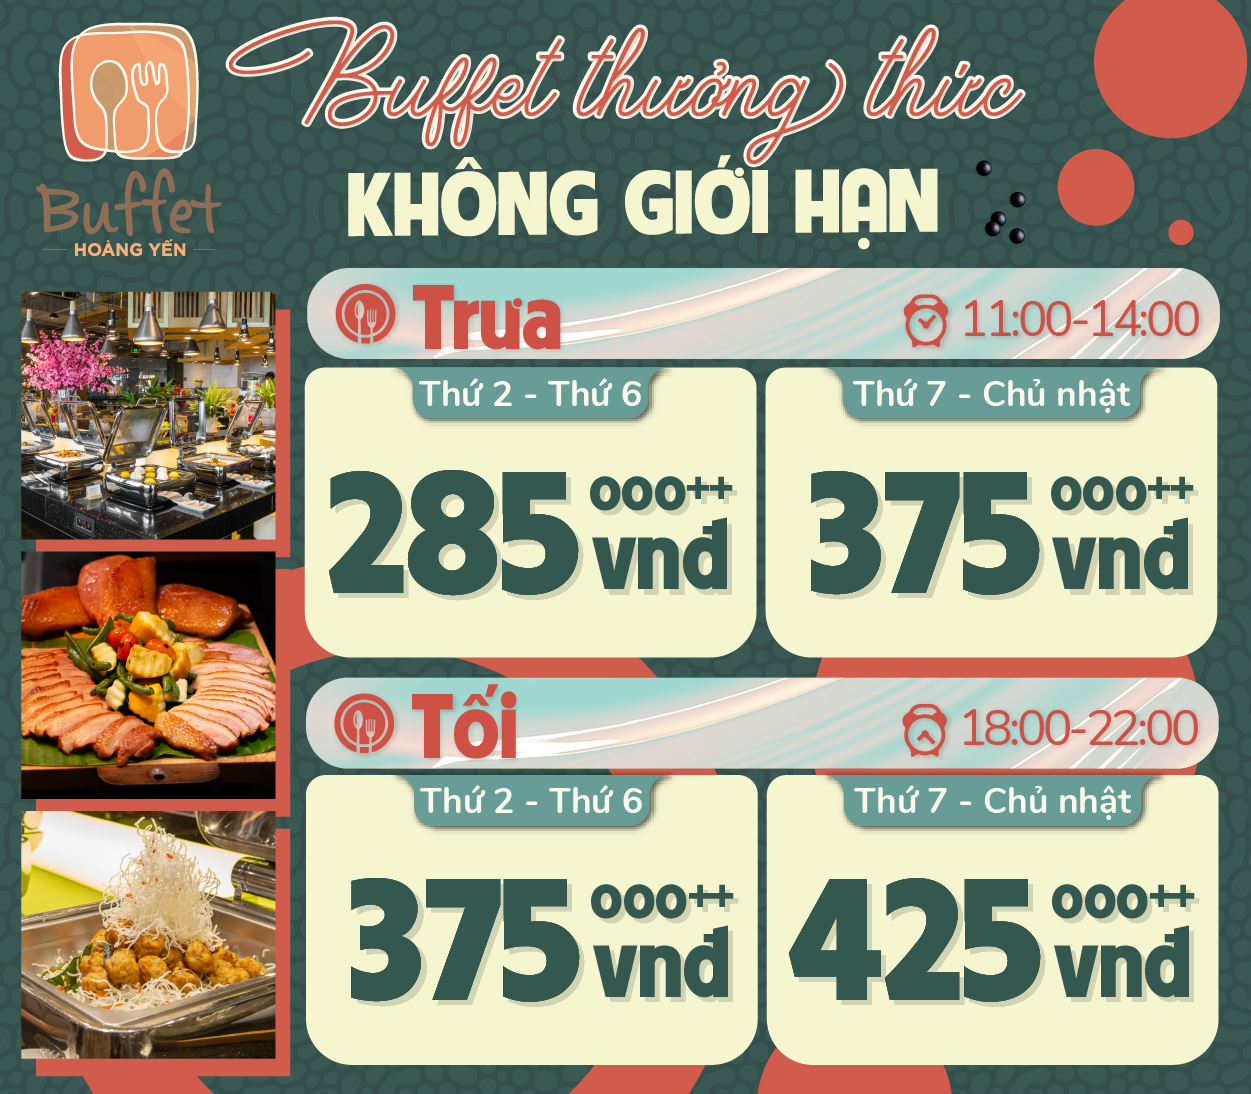 Buffet thưởng thức
KHÔNG GIỚI HẠN
Buffet
HOÀNG YẾN
Trưa
11:00-14:00
Thứ 2 - Thứ 6
285 000++ vnđ
Thứ 7 - Chủ nhật
375 000++ vnđ
Tối
18:00-22:00
Thứ 2 - Thứ 6
375 000++ vnđ
Thứ 7 - Chủ nhật
425 000++ vnđ